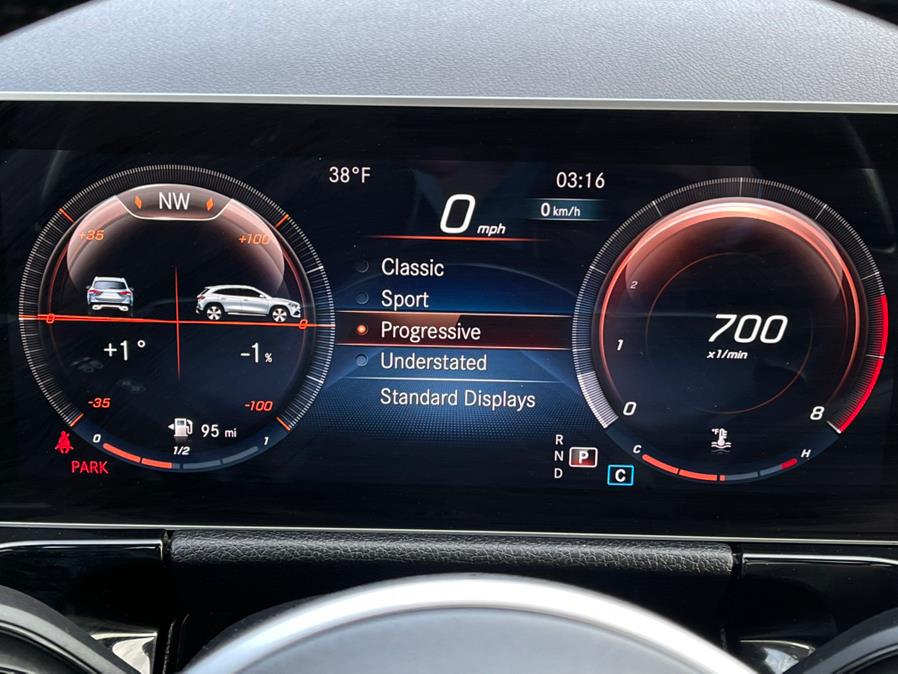 NW
+35
+100
0
0
+1°
-1%
-35
-100
95 mi
0
1/2
1
PARK
38°F
03:16
0 mph
0 km/h
Classic
Sport
Progressive
Understated
Standard Displays
R
N
P
D
C
2
1
0
8
700
x1/min
°F
C
H